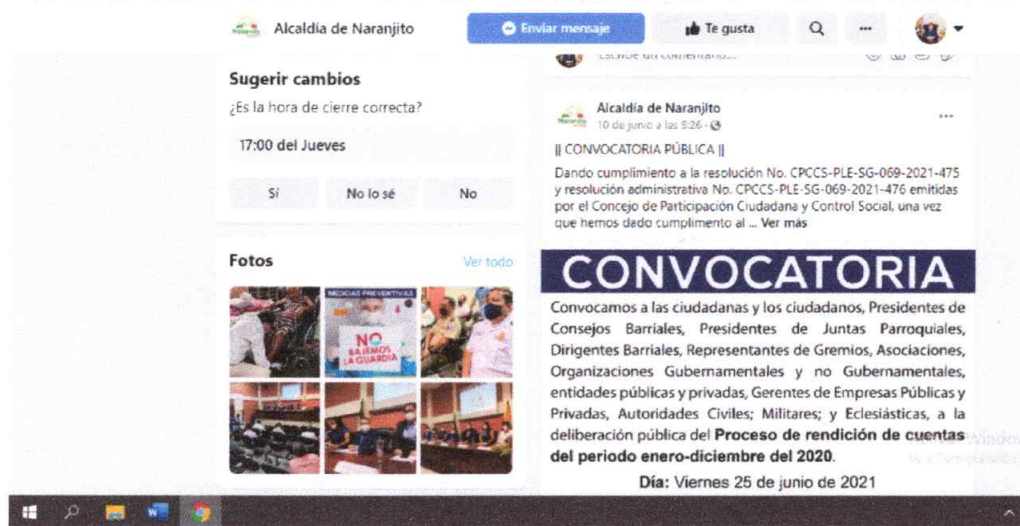 Alcaldía de Naranjito
Enviar mensaje
Te gusta
Escribe un comentario...
Sugerir cambios
¿Es la hora de cierre correcta?
17:00 del Jueves
Sí
No lo sé
No
Fotos
Ver todo
MEDIDAS PREVENTIVAS
NO
BAJEMOS
LA GUARDIA
Alcaldía de Naranjito
10 de junio a las 5:26
|| CONVOCATORIA PÚBLICA ||
Dando cumplimiento a la resolución No. CPCCS-PLE-SG-069-2021-475
y resolución administrativa No. CPCCS-PLE-SG-069-2021-476 emitidas
por el Concejo de Participación Ciudadana y Control Social, una vez
que hemos dado cumplimento al ... Ver más
CONVOCATORIA
Convocamos a las ciudadanas y los ciudadanos, Presidentes de
Consejos Barriales, Presidentes de Juntas Parroquiales,
Dirigentes Barriales, Representantes de Gremios, Asociaciones,
Organizaciones Gubernamentales y no Gubernamentales,
entidades públicas y privadas, Gerentes de Empresas Públicas y
Privadas, Autoridades Civiles; Militares; y Eclesiásticas, a la
deliberación pública del Proceso de rendición de cuentas
del periodo enero-diciembre del 2020.
Día: Viernes 25 de junio de 2021